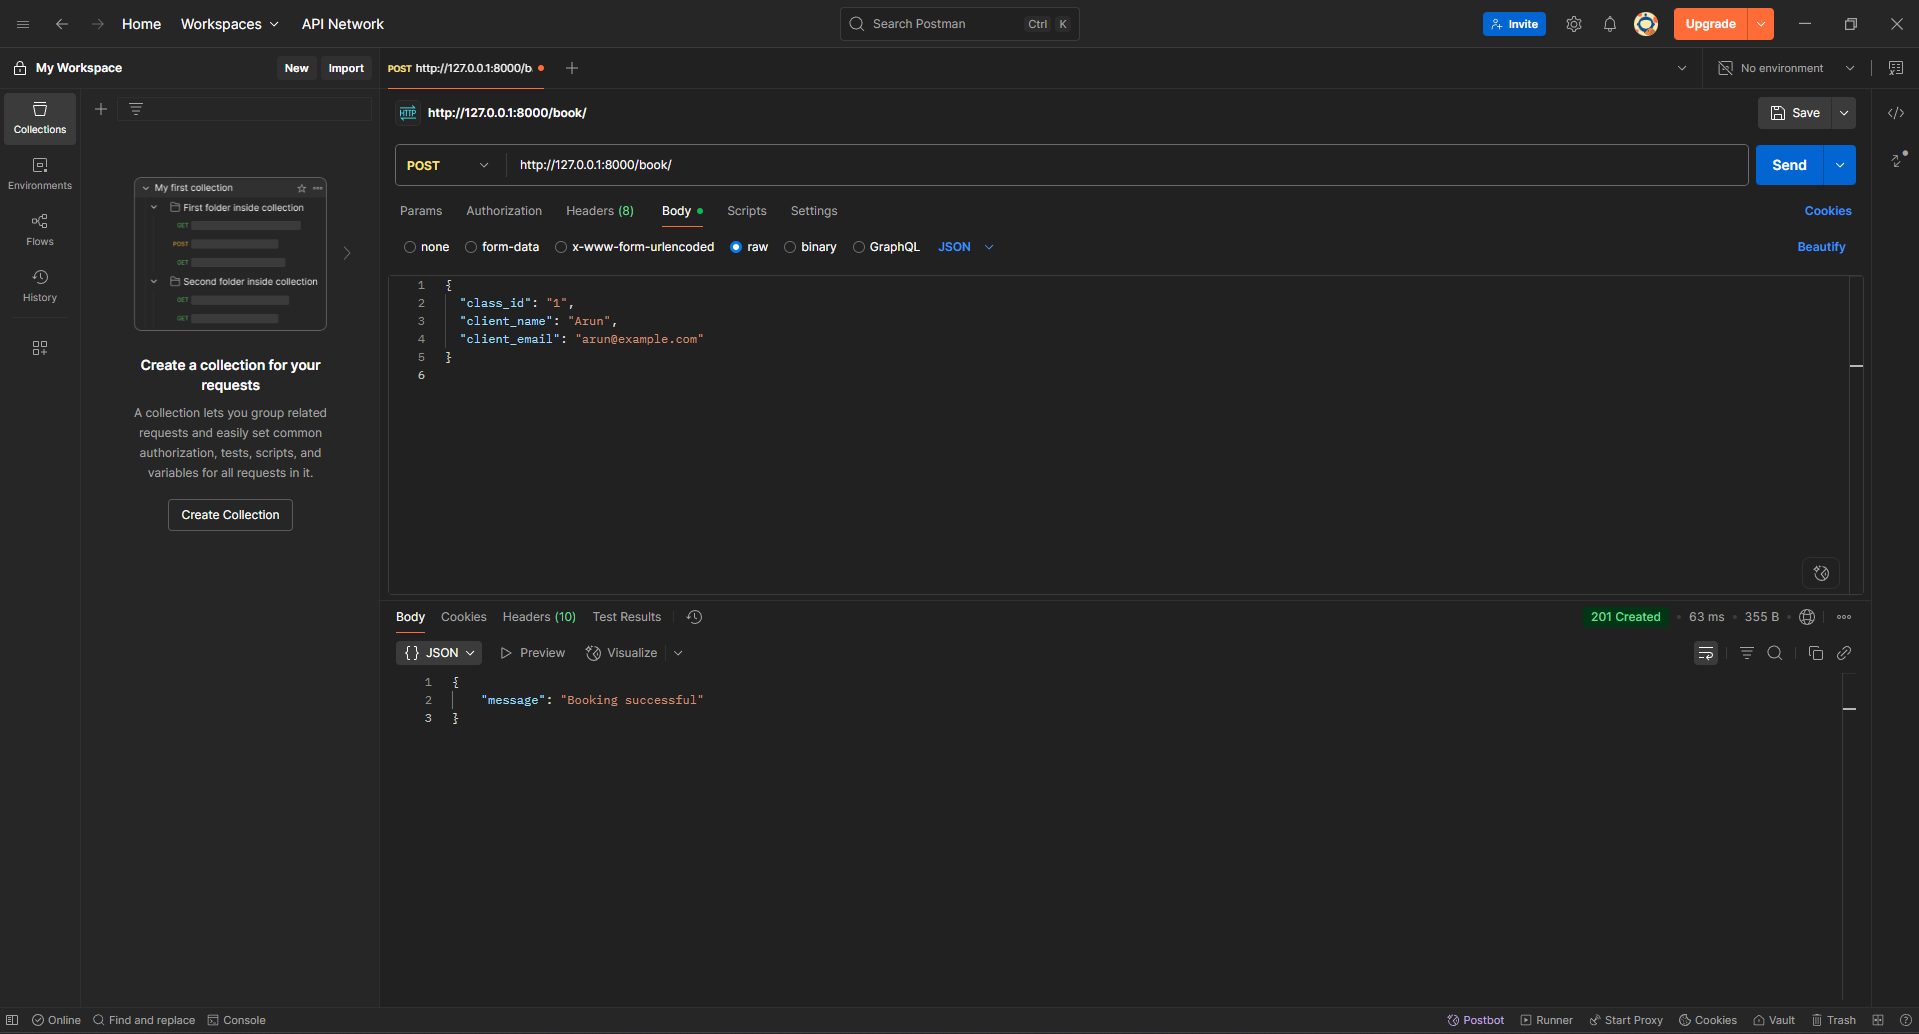 Home
Workspaces
API Network
Search Postman
Ctrl
K
Invite
Upgrade
My Workspace
New
Import
POST http://127.0.0.1:8000/b
No environment
Collections
Environments
Flows
History
My first collection
First folder inside collection
GET
POST
GET
Second folder inside collection
GET
GET
Create a collection for your
requests
A collection lets you group related
requests and easily set common
authorization, tests, scripts, and
variables for all requests in it.
Create Collection
HTTP
http://127.0.0.1:8000/book/
Save
POST
http://127.0.0.1:8000/book/
Send
Params
Authorization
Headers (8)
Body
Scripts
Settings
Cookies
none
form-data
x-www-form-urlencoded
raw
binary
GraphQL
JSON
Beautify
1 {
2 "class_id": "1",
3 "client_name": "Arun",
4 "client_email": "arun@example.com"
5 }
6
Body
Cookies
Headers (10)
Test Results
201 Created
63 ms
355 B
{} JSON
Preview
Visualize
1 {
2 "message": "Booking successful"
3 }
Online
Find and replace
Console
Postbot
Runner
Start Proxy
Cookies
Vault
Trash